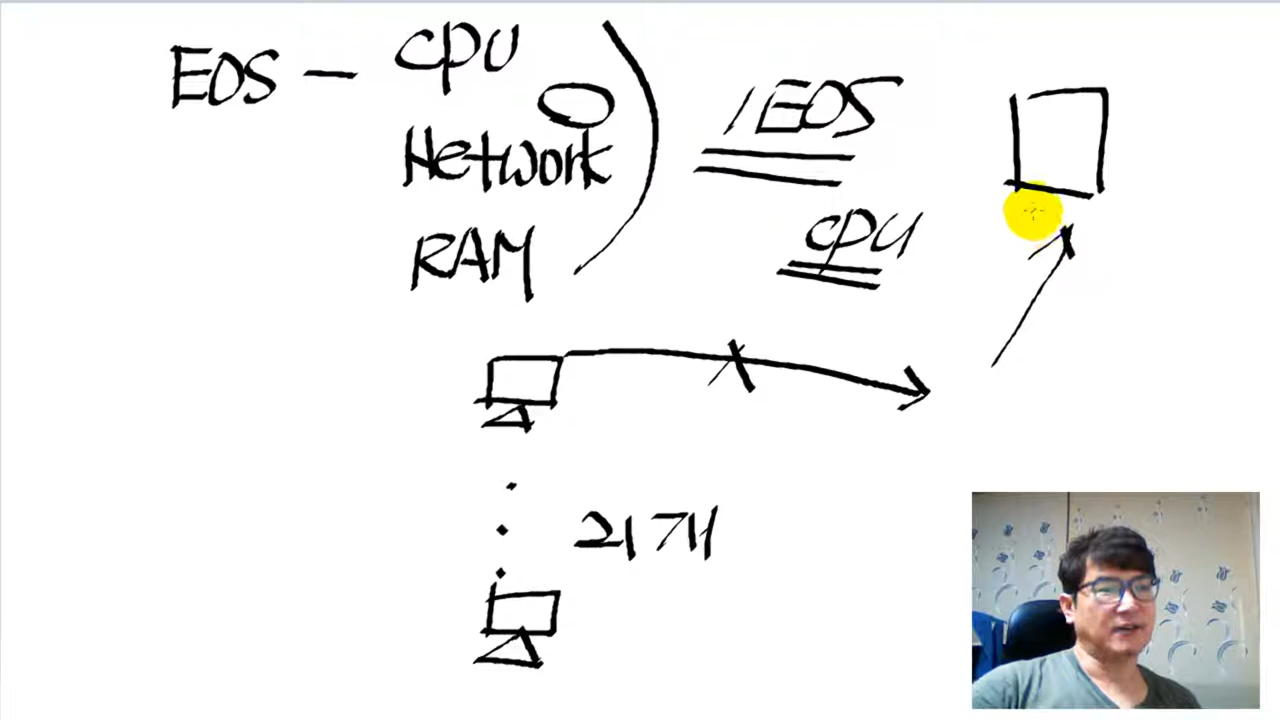 EOS - CPU
Network
RAM
1EOS
CPU
21개